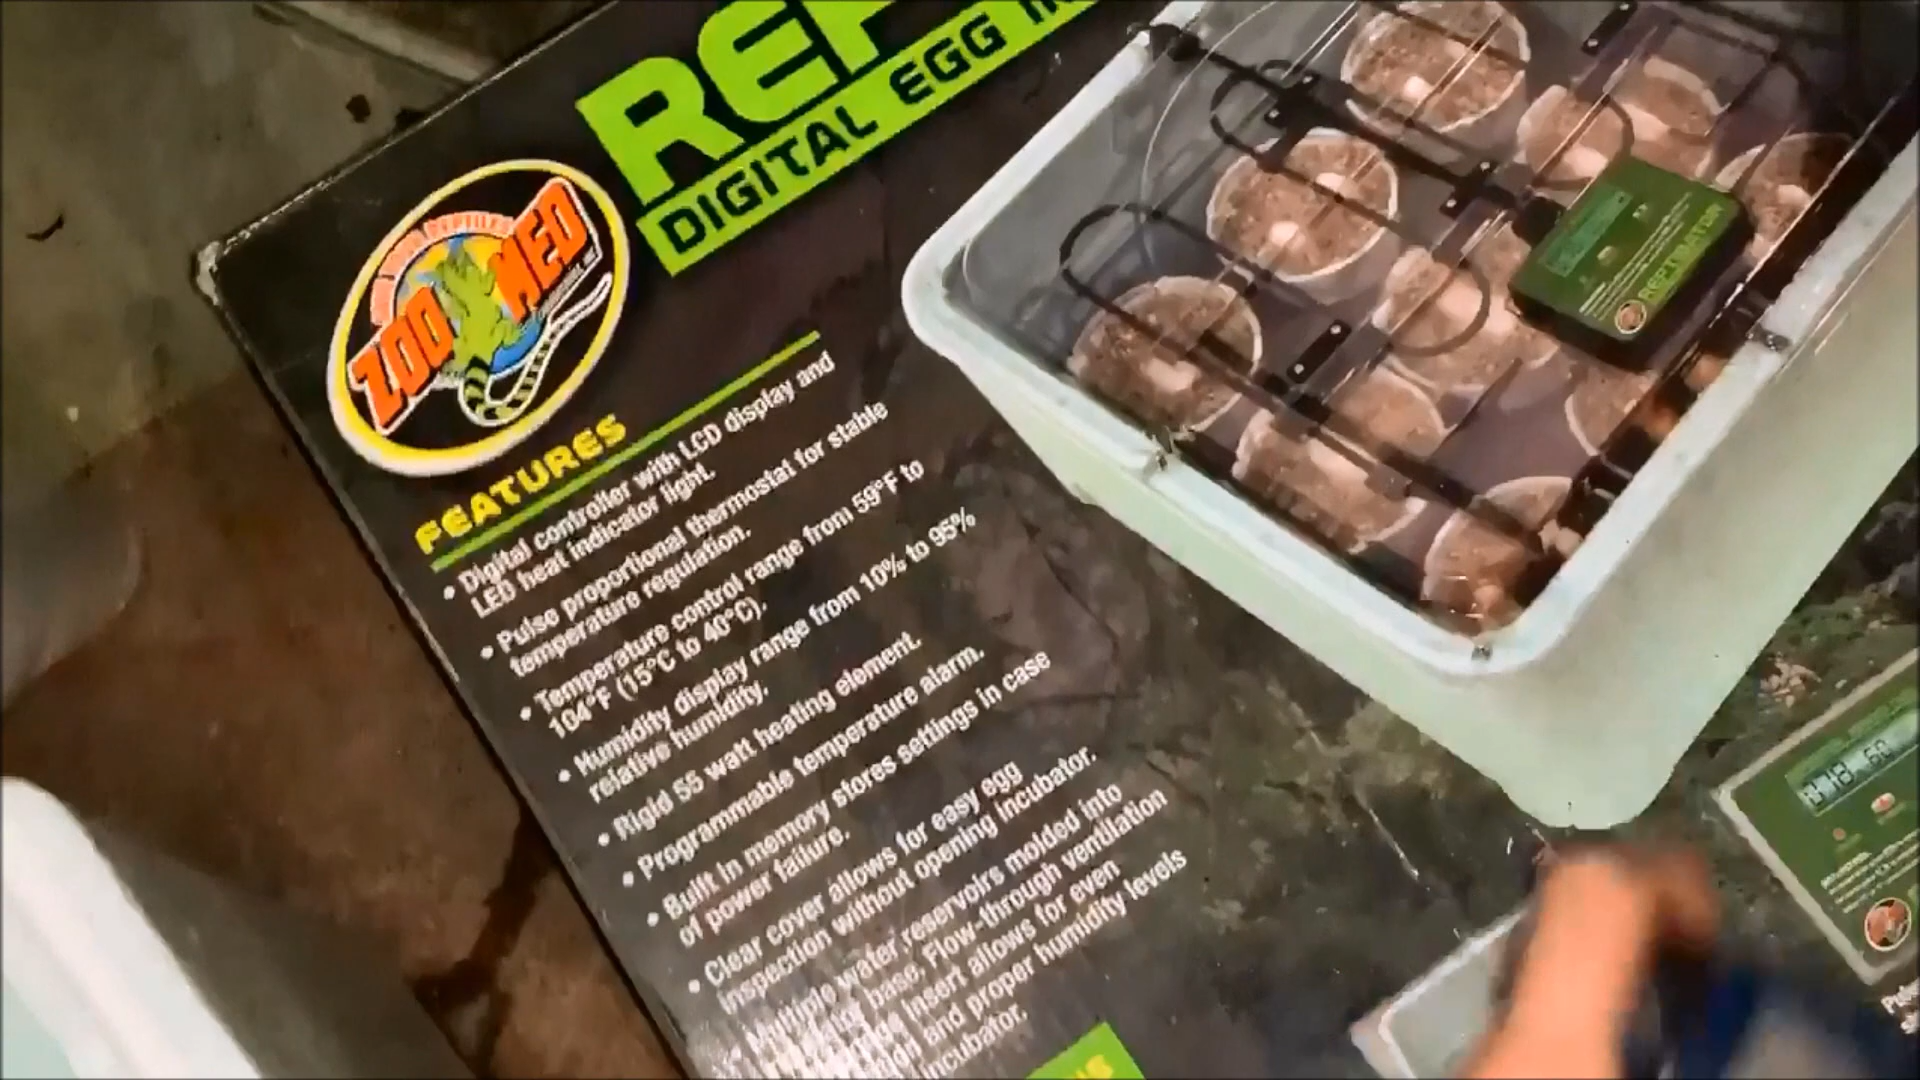 DIGITAL EGG
ZOO MED
FEATURES
• Digital controller with LCD display and
LED heat indicator light.
• Pulse proportional thermostat for stable
temperature regulation.
• Temperature control range from 59°F to
104°F (15°C to 40°C).
• Humidity display range from 10% to 95%
relative humidity.
• Rigid 55 watt heating element.
• Programmable temperature alarm.
• Built in memory stores settings in case
of power failure.
• Clear cover allows for easy egg
inspection without opening incubator.
• Multiple water reservoirs molded into
base. Flow-through ventilation
insert allows for even
and proper humidity levels
incubator.
REPTIBATOR